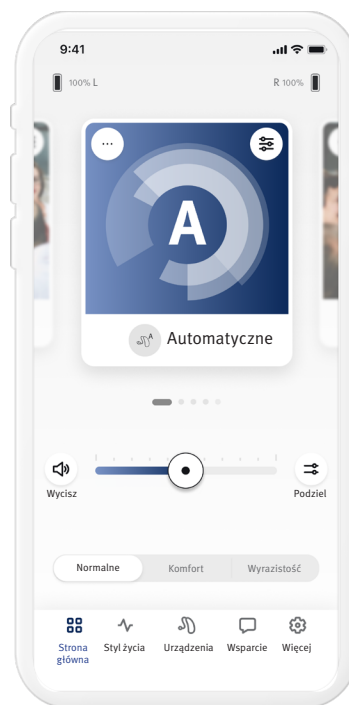 9:41
100% L
R 100%
...
A
A
Automatyczne
Wycisz
Podziel
Normalne
Komfort
Wyrazistość
Strona
główna
Styl życia
Urządzenia
Wsparcie
Więcej